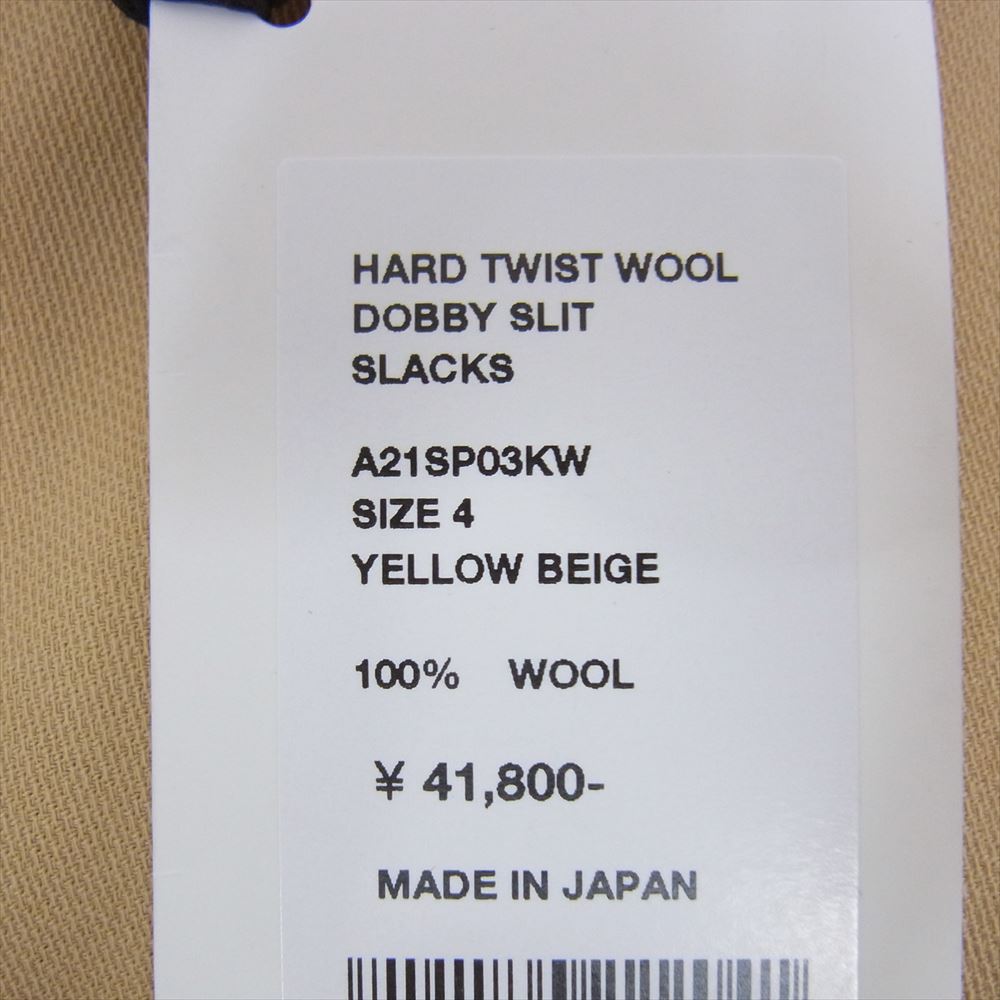 HARD TWIST WOOL
DOBBY SLIT
SLACKS
A21SP03KW
SIZE 4
YELLOW BEIGE
100% WOOL
¥ 41,800-
MADE IN JAPAN